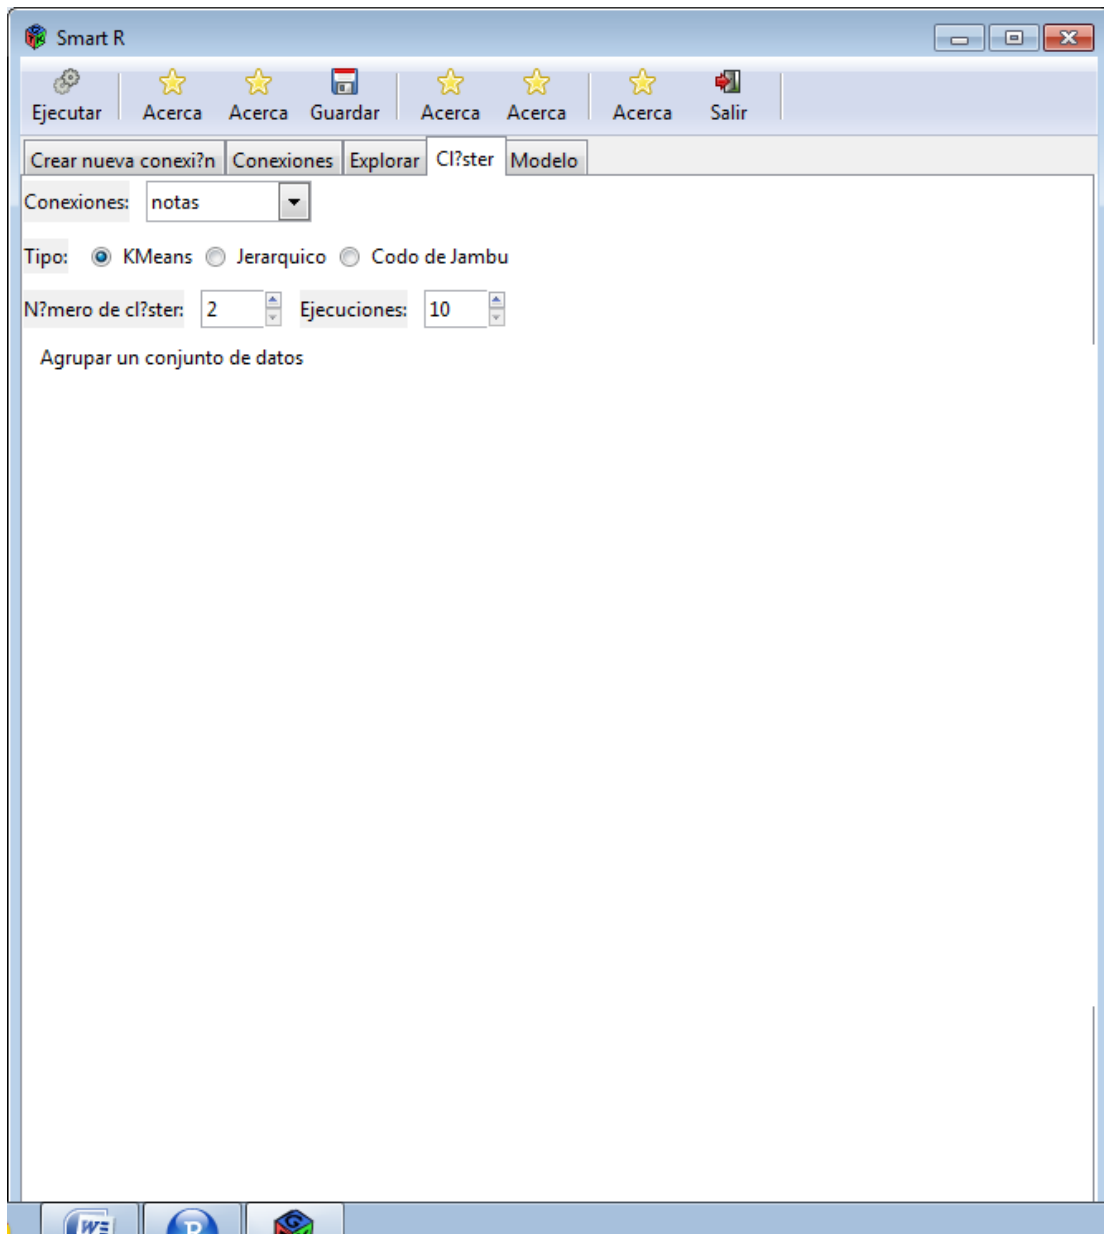 Smart R
Ejecutar Acerca Acerca Guardar Acerca Acerca Acerca Salir
Crear nueva conexi?n Conexiones Explorar Cl?ster Modelo
Conexiones: notas
Tipo: KMeans Jerarquico Codo de Jambu
N?mero de cl?ster: 2 Ejecuciones: 10
Agrupar un conjunto de datos